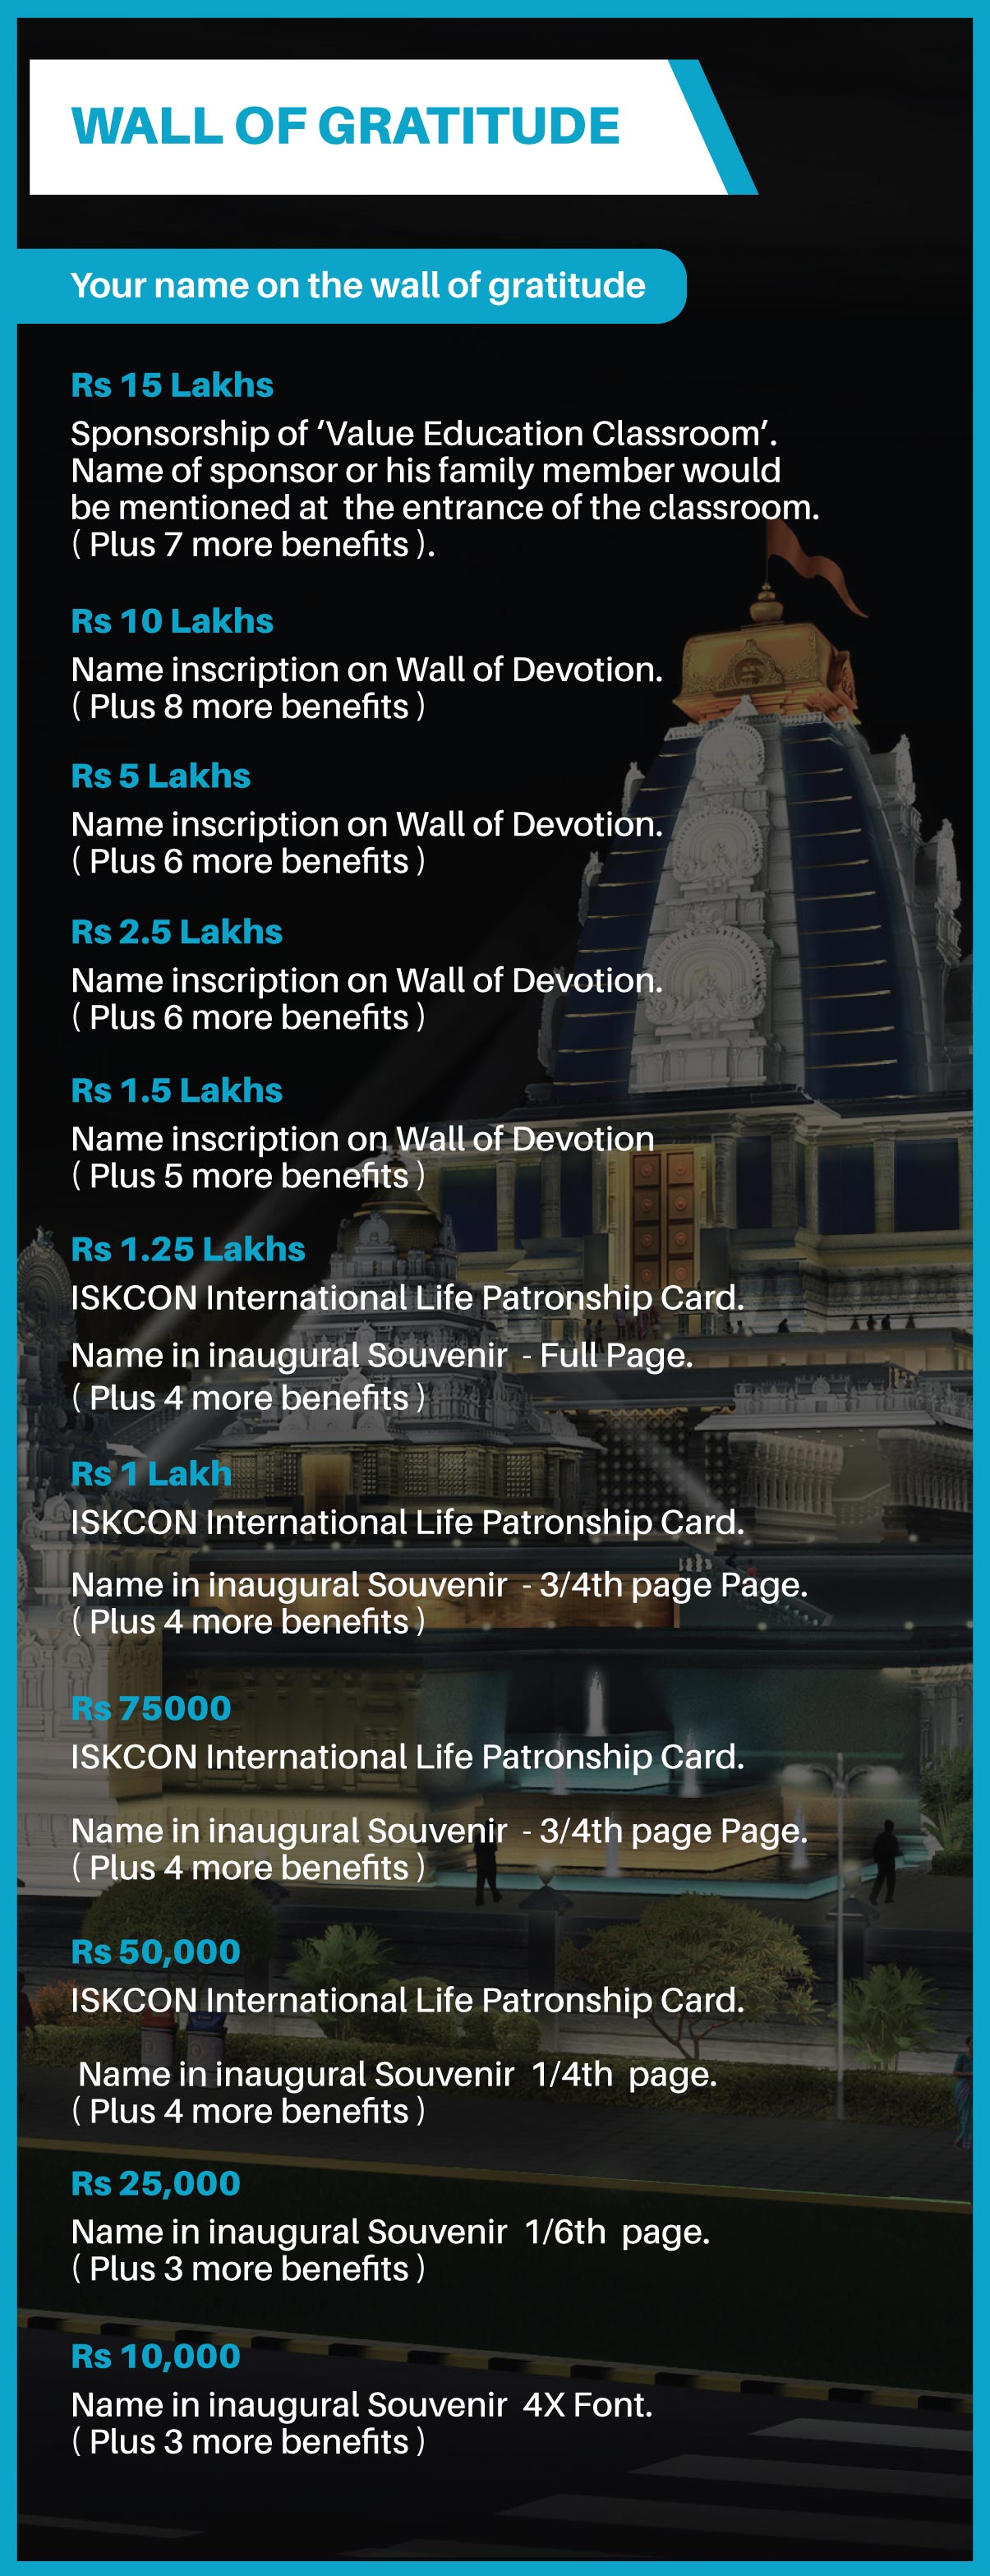 WALL OF GRATITUDE
Your name on the wall of gratitude
Rs 15 Lakhs
Sponsorship of ‘Value Education Classroom’.
Name of sponsor or his family member would
be mentioned at  the entrance of the classroom.
( Plus 7 more benefits ).
Rs 10 Lakhs
Name inscription on Wall of Devotion.
( Plus 8 more benefits )
Rs 5 Lakhs
Name inscription on Wall of Devotion.
( Plus 6 more benefits )
Rs 2.5 Lakhs
Name inscription on Wall of Devotion.
( Plus 6 more benefits )
Rs 1.5 Lakhs
Name inscription on Wall of Devotion
( Plus 5 more benefits )
Rs 1.25 Lakhs
ISKCON International Life Patronship Card.
Name in inaugural Souvenir  - Full Page.
( Plus 4 more benefits )
Rs 1 Lakh
ISKCON International Life Patronship Card.
Name in inaugural Souvenir  - 3/4th page Page.
( Plus 4 more benefits )
Rs 75000
ISKCON International Life Patronship Card.
Name in inaugural Souvenir  - 3/4th page Page.
( Plus 4 more benefits )
Rs 50,000
ISKCON International Life Patronship Card.
Name in inaugural Souvenir  1/4th  page.
( Plus 4 more benefits )
Rs 25,000
Name in inaugural Souvenir  1/6th  page.
( Plus 3 more benefits )
Rs 10,000
Name in inaugural Souvenir  4X Font.
( Plus 3 more benefits )